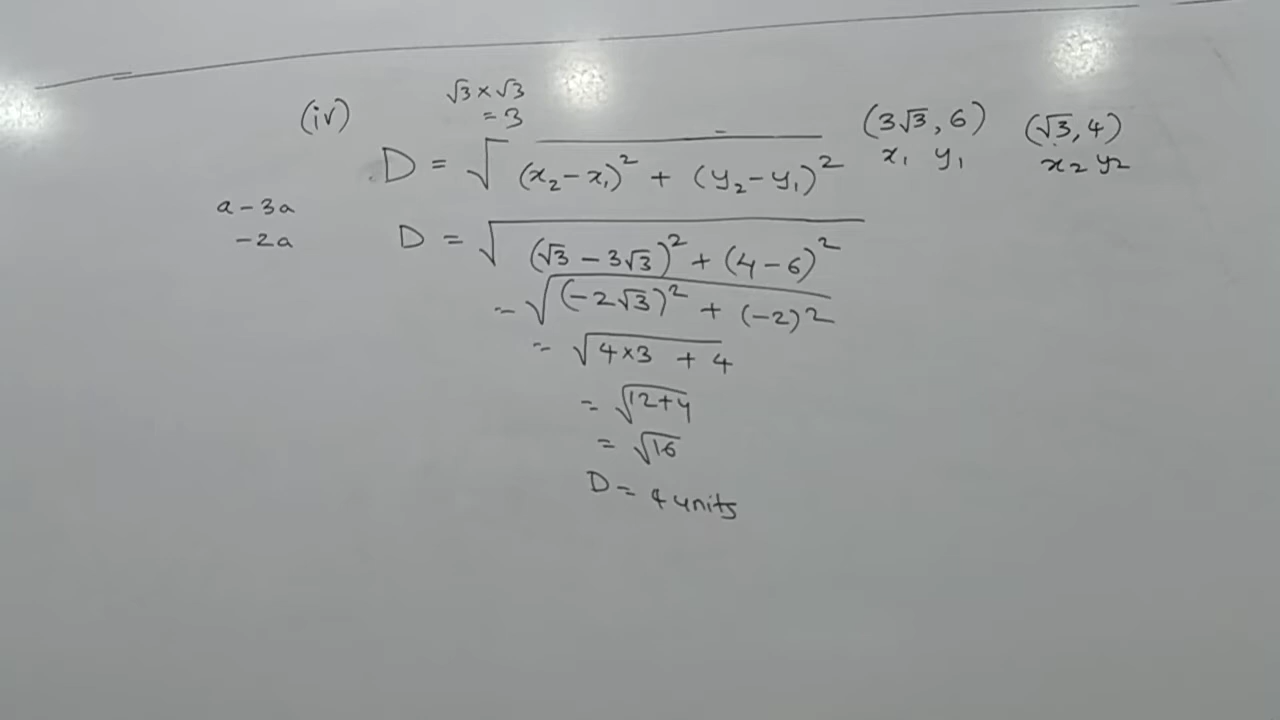 (iv)
√3 × √3
= 3
D = √(x₂ - x₁)² + (y₂ - y₁)²
(3√3, 6) (√3, 4)
x₁ y₁ x₂ y₂
a - 3a
- 2a
D = √(√3 - 3√3)² + (4 - 6)²
= √(-2√3)² + (-2)²
= √4×3 + 4
= √12+4
= √16
D = 4 units